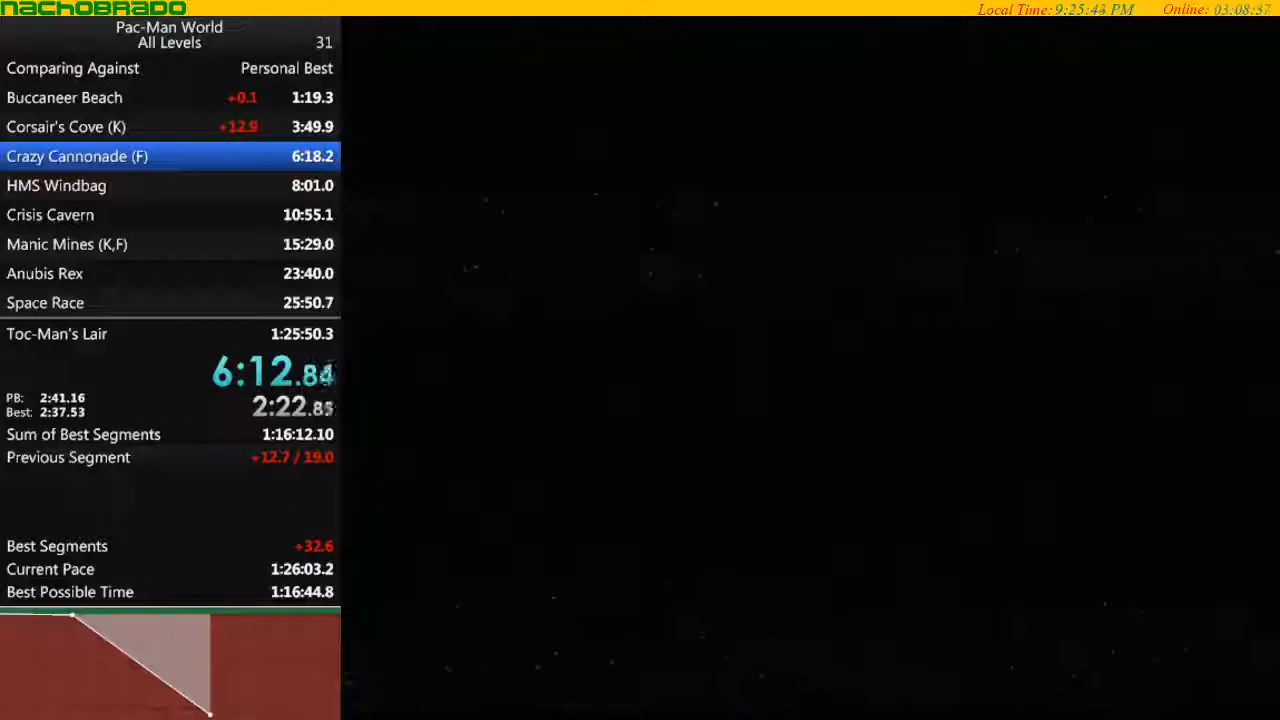 NACHOBRADO
Local Time: 9:25:43 PM Online: 03:08:37
Pac-Man World
All Levels 31
Comparing Against Personal Best
Buccaneer Beach +0.1 1:19.3
Corsair's Cove (K) +12.9 3:49.9
Crazy Cannonade (F) 6:18.2
HMS Windbag 8:01.0
Crisis Cavern 10:55.1
Manic Mines (K,F) 15:29.0
Anubis Rex 23:40.0
Space Race 25:50.7
Toc-Man's Lair 1:25:50.3
6:12.84
PB: 2:41.16
Best: 2:37.53
2:22.85
Sum of Best Segments 1:16:12.10
Previous Segment +12.7 / 19.0
Best Segments +32.6
Current Pace 1:26:03.2
Best Possible Time 1:16:44.8